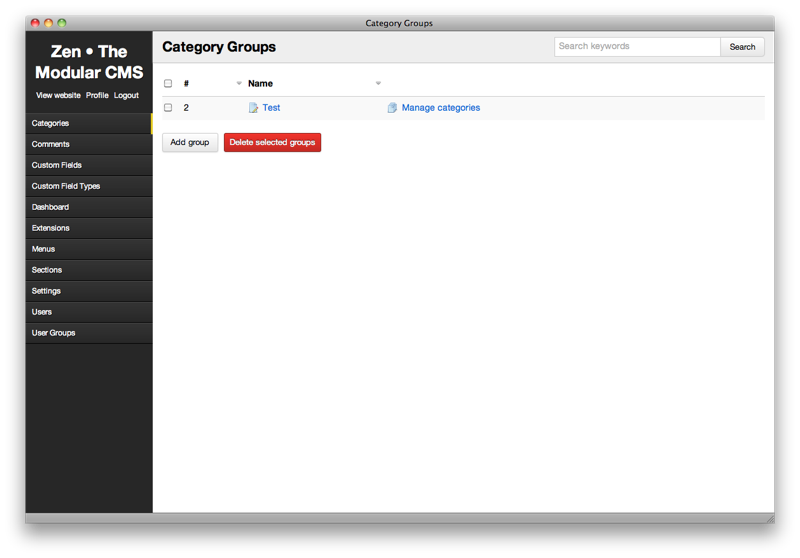 Category Groups
Zen • The
Modular CMS
View website Profile Logout
Categories
Comments
Custom Fields
Custom Field Types
Dashboard
Extensions
Menus
Sections
Settings
Users
User Groups
Category Groups
Search keywords Search
# Name
2 Test Manage categories
Add group Delete selected groups